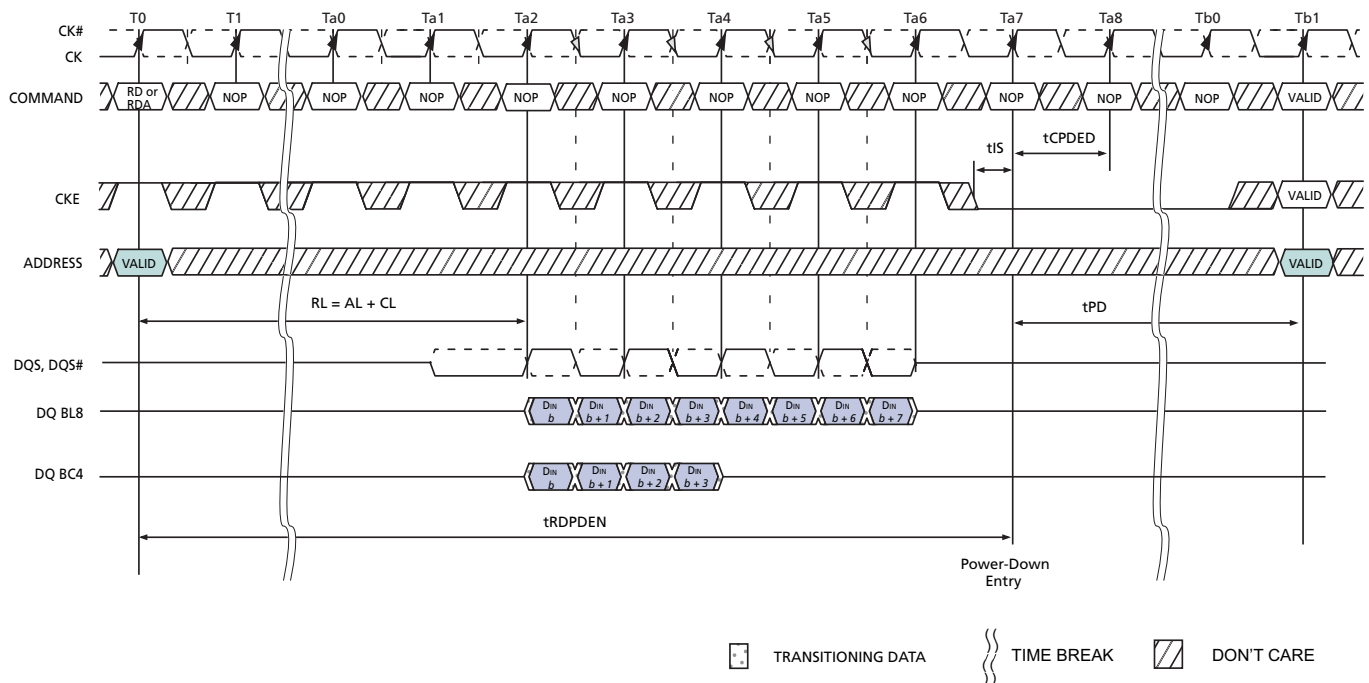 T0 T1 Ta0 Ta1 Ta2 Ta3 Ta4 Ta5 Ta6 Ta7 Ta8 Tb0 Tb1
CK#
CK
COMMAND
RD or
RDA
NOP NOP NOP NOP NOP NOP NOP NOP NOP NOP NOP VALID
tIS
tCPDED
CKE
VALID
ADDRESS
VALID
VALID
RL = AL + CL
tPD
DQS, DQS#
DQ BL8
DIN DIN DIN DIN DIN DIN DIN DIN
b b + 1 b + 2 b + 3 b + 4 b + 5 b + 6 b + 7
DQ BC4
DIN DIN DIN DIN
b b + 1 b + 2 b + 3
tRDPDEN
Power-Down
Entry
TRANSITIONING DATA
TIME BREAK
DON'T CARE